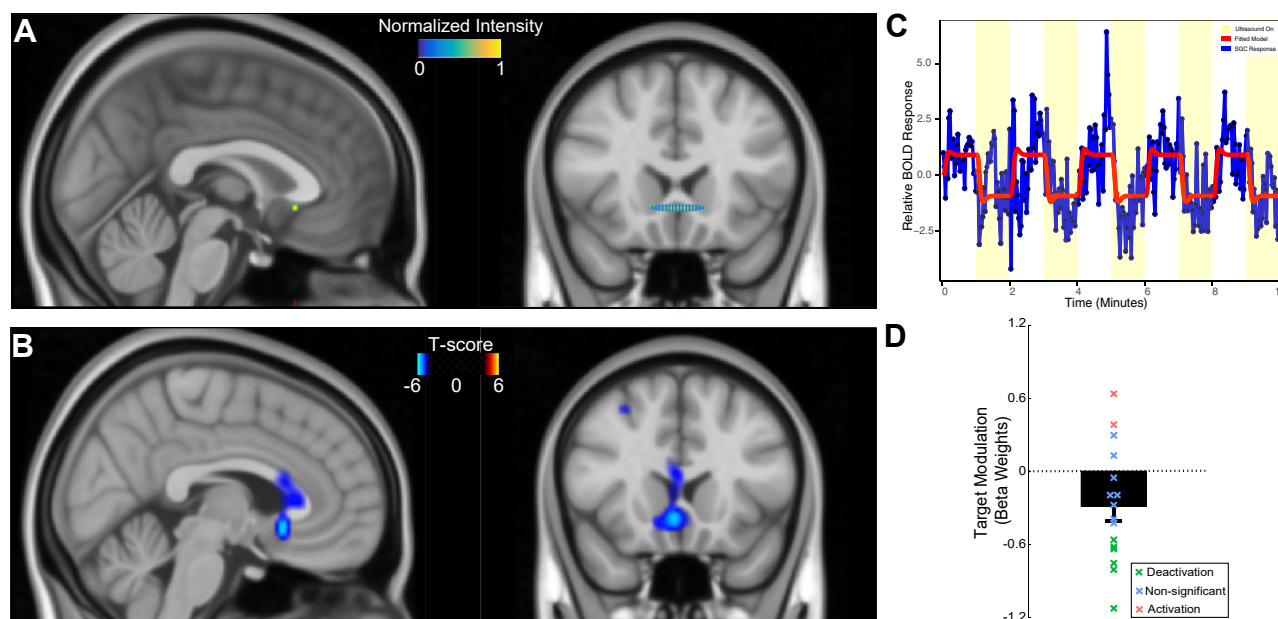 A
Normalized Intensity
0 1
B
T-score
-6 0 6
C
Relative BOLD Response
5.0
2.5
0.0
−2.5
0 2 4 6 8
Time (Minutes)
Ultrasound On
Fitted Model
SGC Response
D
Target Modulation
(Beta Weights)
1.2
0.6
0
-0.6
-1.2
Deactivation
Non-significant
Activation